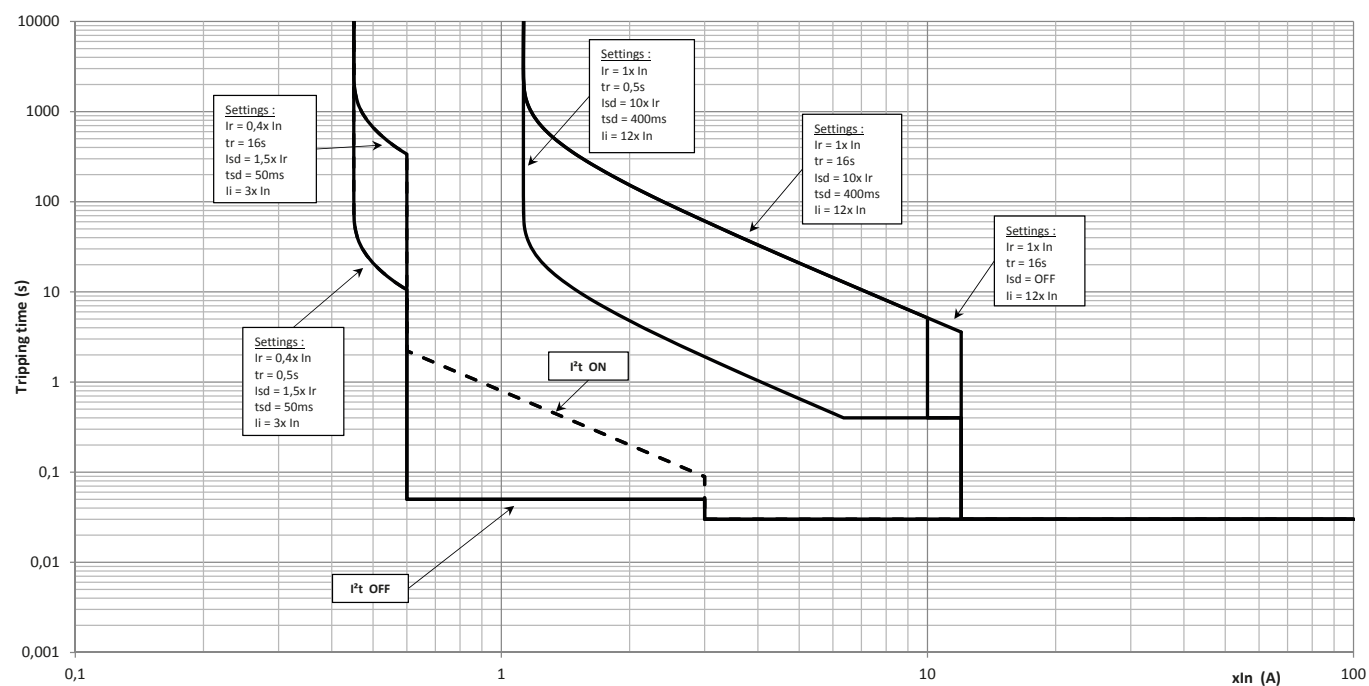 10000
1000
100
10
1
0,1
0,01
0,001
Tripping time (s)
Settings :
Ir = 0,4x In
tr = 16s
Isd = 1,5x Ir
tsd = 50ms
Ii = 3x In
Settings :
Ir = 1x In
tr = 0,5s
Isd = 10x Ir
tsd = 400ms
Ii = 12x In
Settings :
Ir = 1x In
tr = 16s
Isd = 10x Ir
tsd = 400ms
Ii = 12x In
Settings :
Ir = 1x In
tr = 16s
Isd = OFF
Ii = 12x In
Settings :
Ir = 0,4x In
tr = 0,5s
Isd = 1,5x Ir
tsd = 50ms
Ii = 3x In
I²t ON
I²t OFF
0,1
1
10
100
xIn (A)